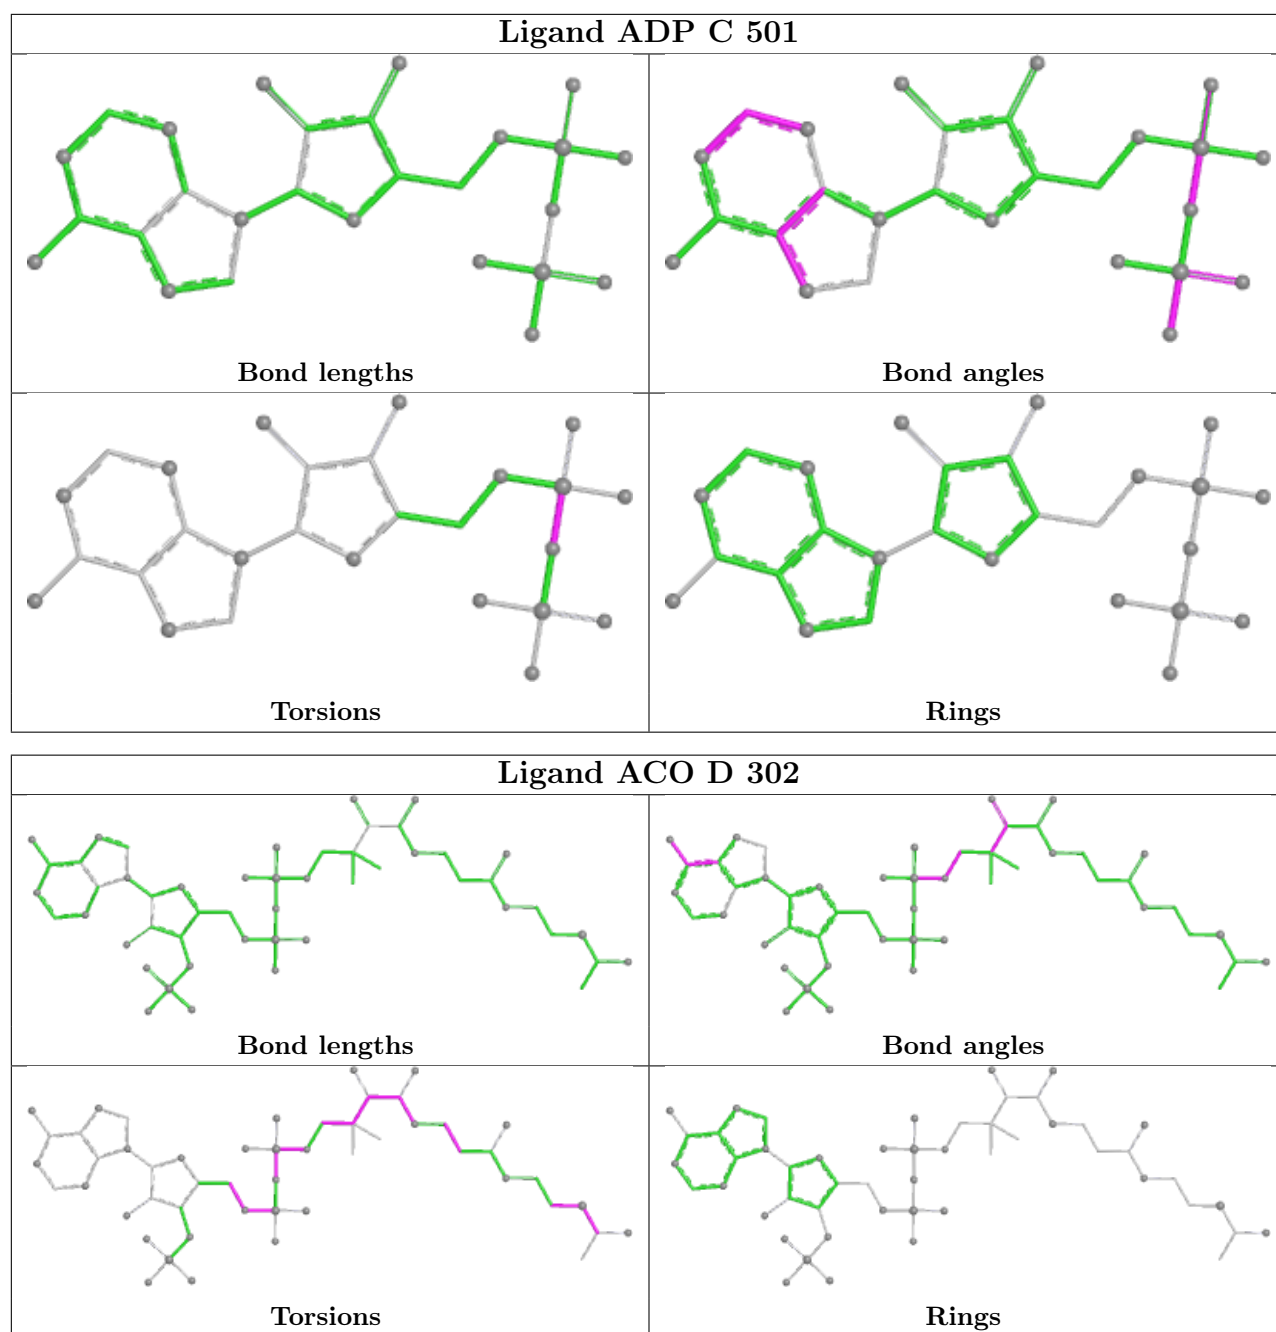 Ligand ADP C 501
Bond lengths
Bond angles
Torsions
Rings
Ligand ACO D 302
Bond lengths
Bond angles
Torsions
Rings